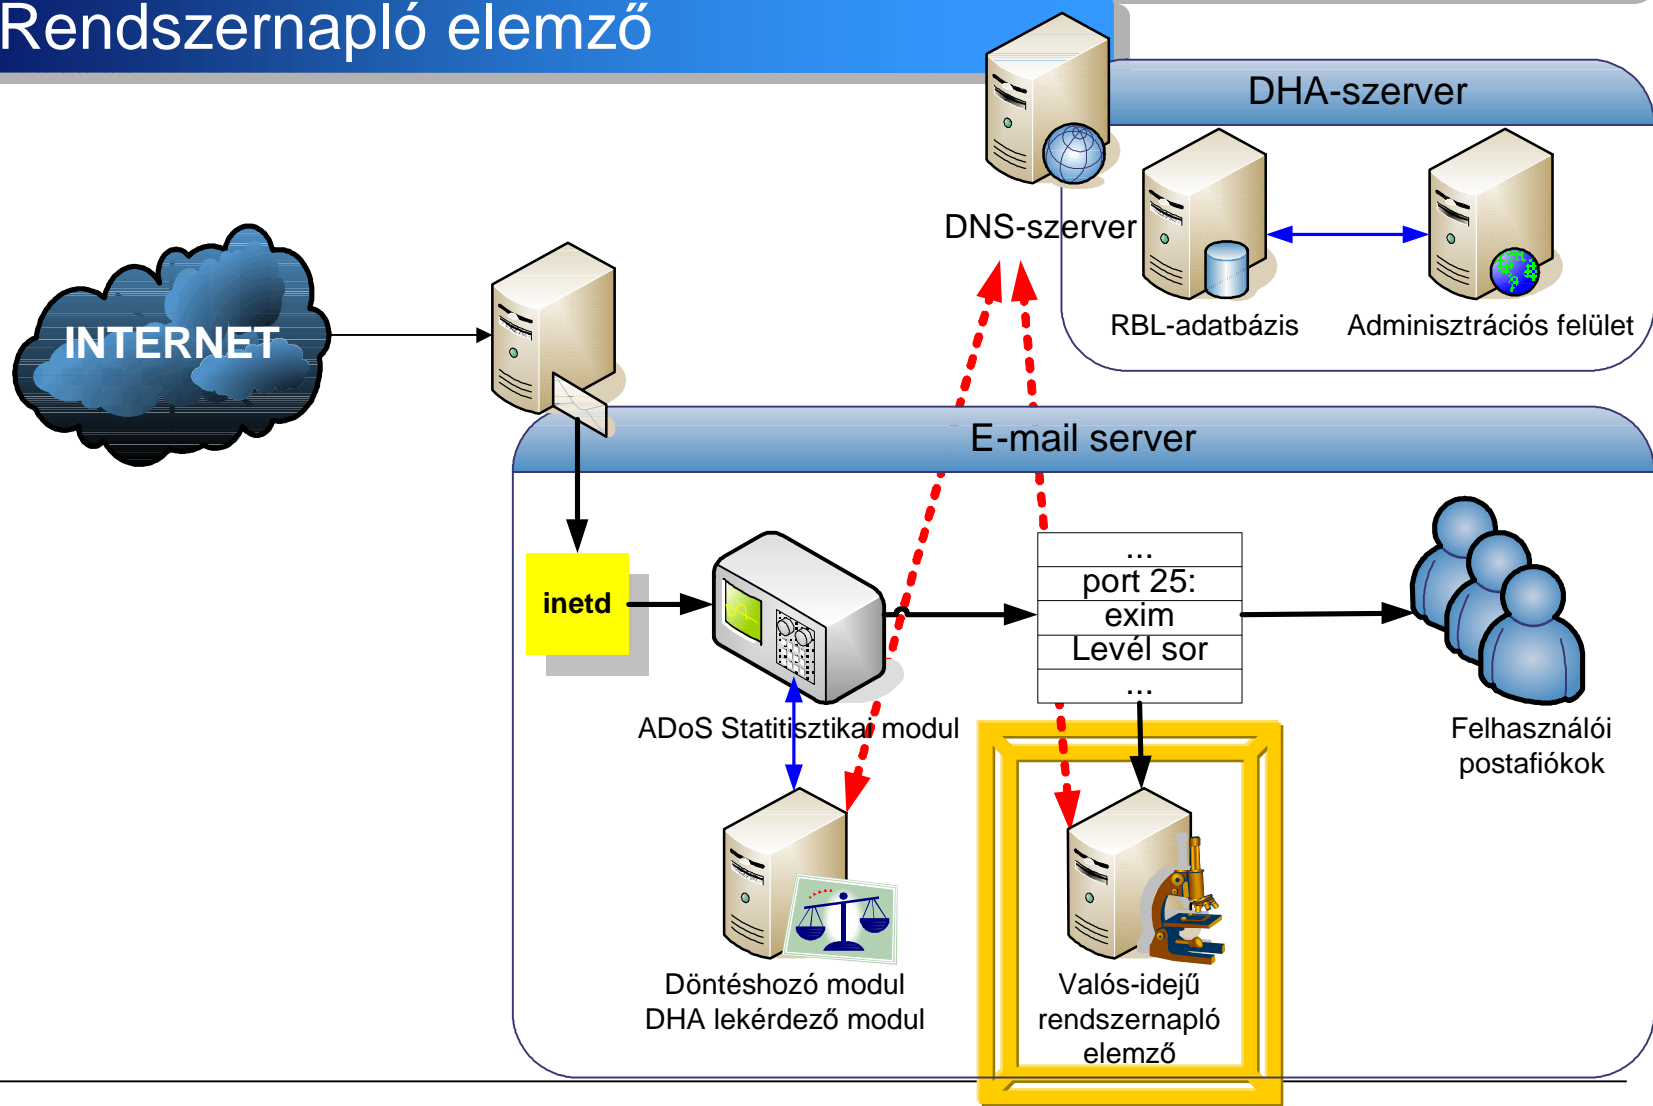 Rendszernapló elemző
DHA-szerver
DNS-szerver
RBL-adatbázis
Adminisztrációs felület
INTERNET
E-mail server
inetd
...
port 25:
exim
Levél sor
...
ADoS Statitisztikai modul
Felhasználói
postafiókok
Döntéshozó modul
DHA lekérdező modul
Valós-idejű
rendszernapló
elemző